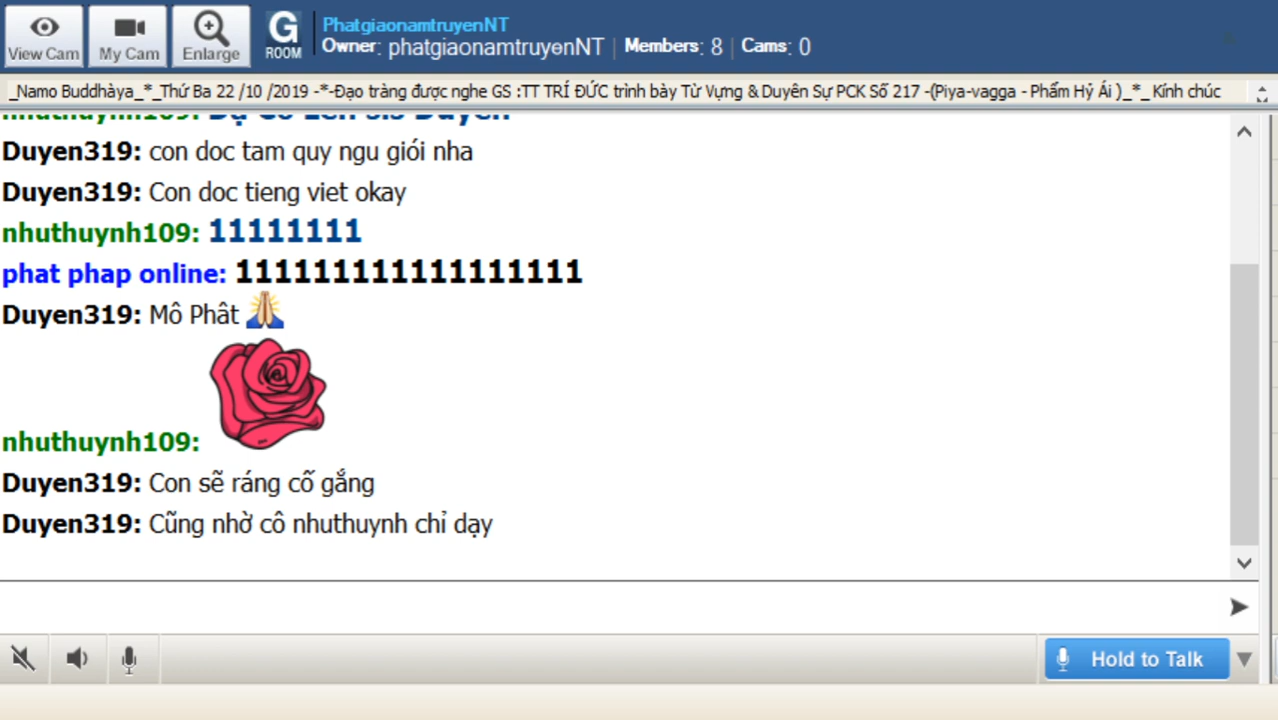 View Cam
My Cam
Enlarge
G ROOM
PhatgiaonamtruyenNT
Owner: phatgiaonamtruyenNT | Members: 8 | Cams: 0
_Namo Buddhàya_*_Thứ Ba 22 /10 /2019 -*-Đạo tràng được nghe GS :TT TRÍ ĐỨC trình bày Từ Vựng & Duyên Sự PCK Số 217 -(Piya-vagga - Phẩm Hỷ Ái )_*_ Kính chúc
nhuthuynh109:
Duyen319: con doc tam quy ngu giói nha
Duyen319: Con doc tieng viet okay
nhuthuynh109: 11111111
phat phap online: 111111111111111111
Duyen319: Mô Phât
nhuthuynh109:
Duyen319: Con sẽ ráng cố gắng
Duyen319: Cũng nhờ cô nhuthuynh chỉ dạy
Hold to Talk